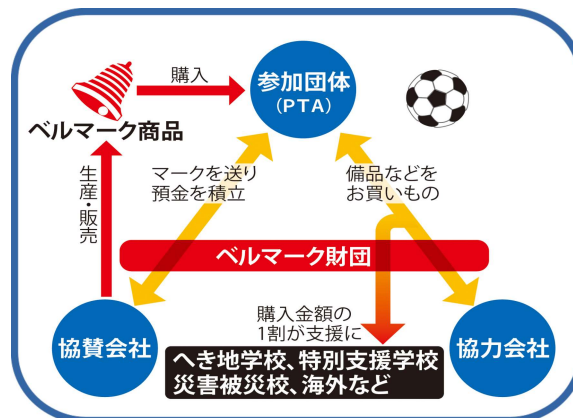 購入
参加団体
(PTA)
ベルマーク商品
生産・販売
マークを送り
預金を積立
備品などを
お買いもの
ベルマーク財団
購入金額の
1割が支援に
協賛会社
へき地学校、特別支援学校
災害被災校、海外など
協力会社